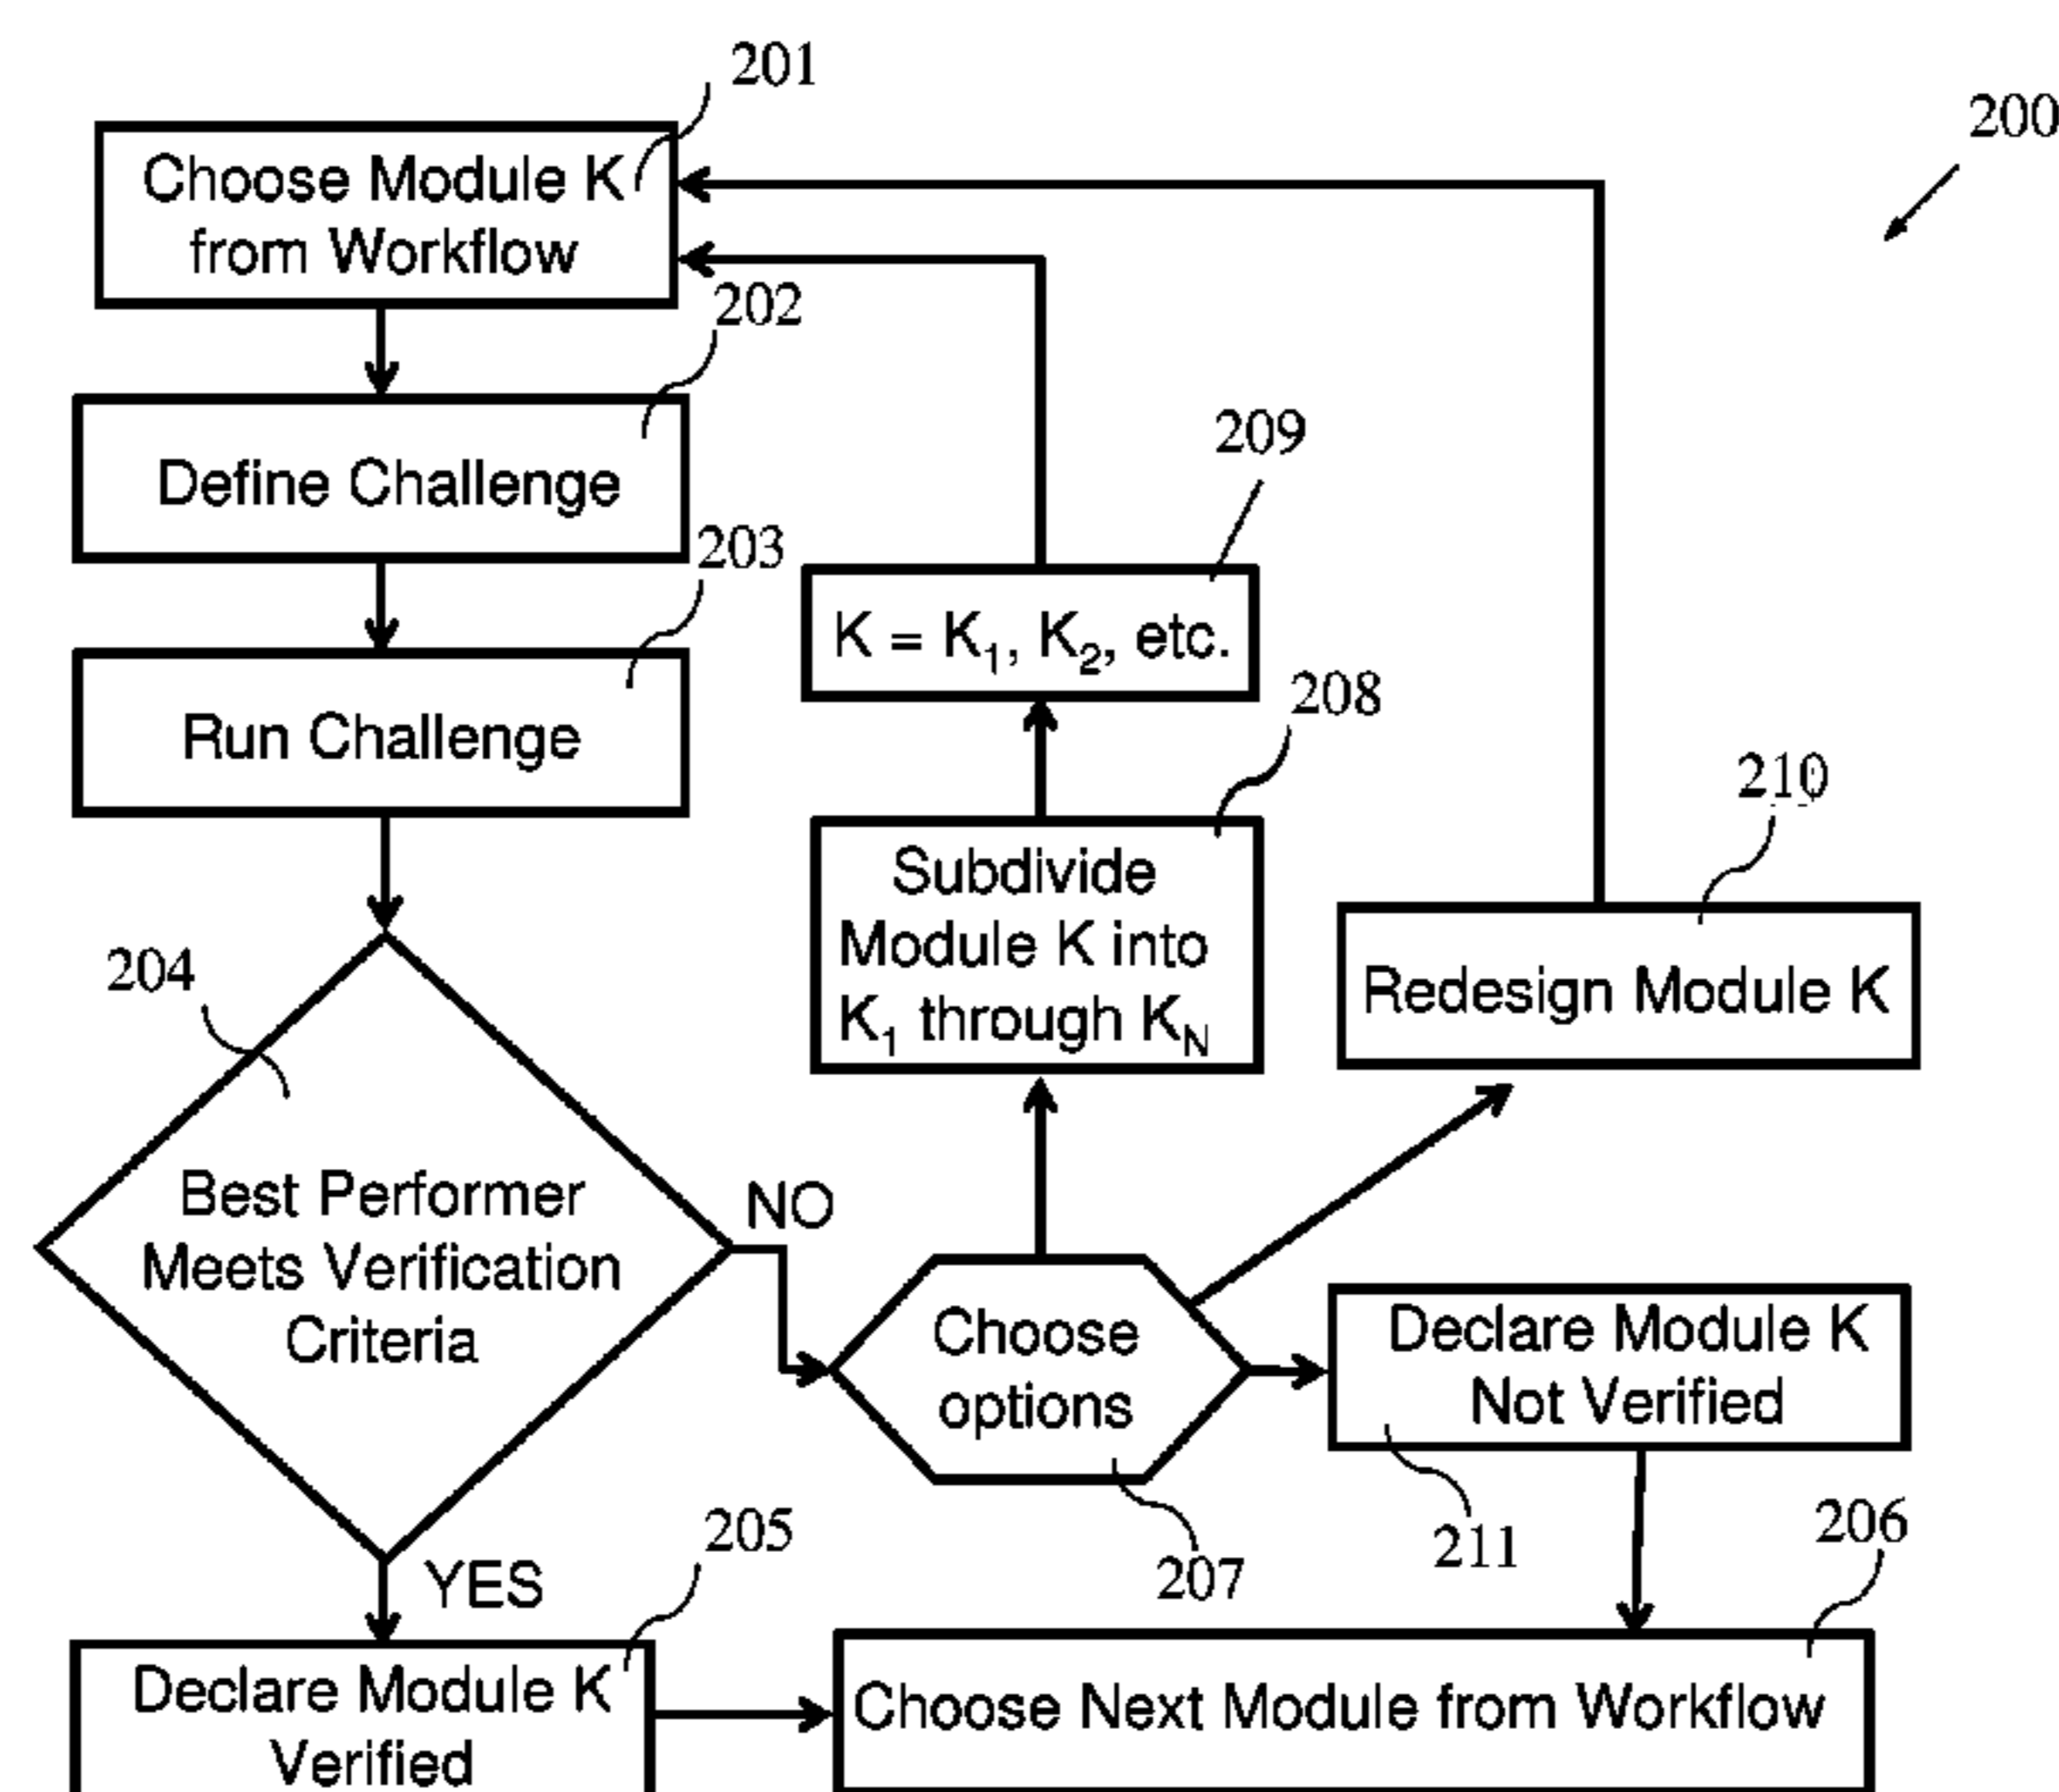 201
200
Choose Module K
from Workflow
202
Define Challenge
209
203
K = K₁, K₂, etc.
208
Run Challenge
210
Subdivide
Module K into
K₁ through K_N
Redesign Module K
204
Best Performer
Meets Verification
Criteria
NO
Choose
options
Declare Module K
Not Verified
207
211
206
205
YES
Declare Module K
Verified
Choose Next Module from Workflow